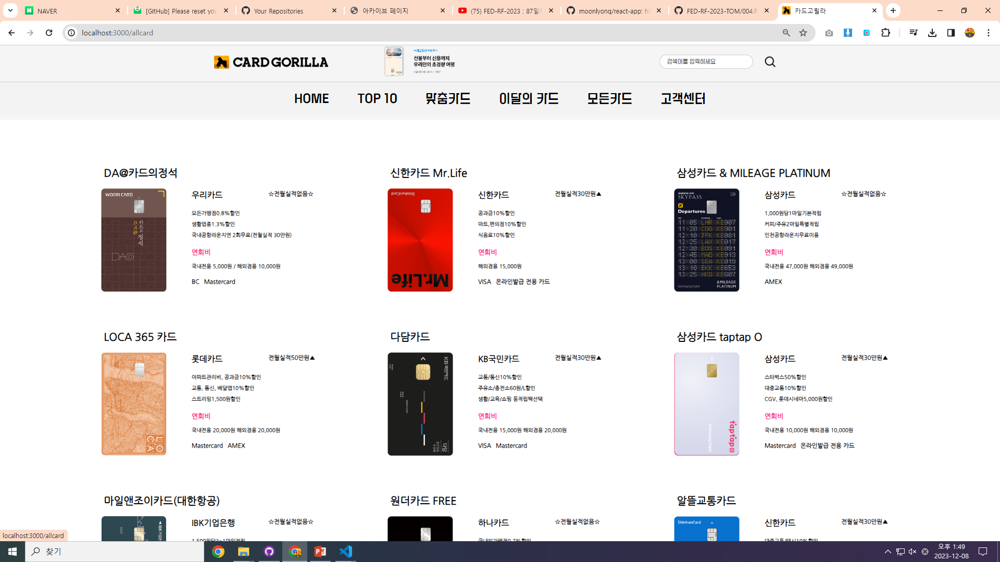 NAVER
[GitHub] Please reset you
Your Repositories
아카이브 페이지
(75) FED-RF-2023 : 87일차
moonlyong/react-app: ht
FED-RF-2023-TOM/004.R
카드고릴라
localhost:3000/allcard
CARD GORILLA
선불부터 신용까지
우리만의 초경량 여행
검색어를 입력하세요
HOME
TOP 10
맞춤카드
이달의 카드
모든카드
고객센터
DA@카드의정석
WOORI CARD
카드의정석
DA@
우리카드
☆전월실적없음☆
모든가맹점0.8%할인
생활업종1.3%할인
국내공항라운지연 2회무료(전월실적 30만원)
연회비
국내전용 5,000원 / 해외겸용 10,000원
BC Mastercard
신한카드 Mr.Life
ShinhanCard
Mr.Life
신한카드
전월실적30만원▲
공과금10%할인
마트,편의점10%할인
식음료10%할인
연회비
해외겸용 15,000원
VISA 온라인발급 전용 카드
삼성카드 & MILEAGE PLATINUM
KOREAN AIR
SKYPASS
Departures
11:05 LHR KE907
11:20 CDG KE901
12:10 TPK KE081
12:25 LAX KE017
12:30 BOS KE091
12:45 MAD KE913
13:00 SEA KE019
13:10 BKK KE653
13:25 HKG KE607
Samsung Card
&MILEAGE
PLATINUM
삼성카드
☆전월실적없음☆
1,000원당1마일기본적립
커피/주유2마일특별적립
인천공항라운지무료이용
연회비
국내전용 47,000원 해외겸용 49,000원
AMEX
LOCA 365 카드
LO
CA
롯데카드
전월실적50만원▲
아파트관리비, 공과금10%할인
교통, 통신, 배달앱10%할인
스트리밍1,500원할인
연회비
국내전용 20,000원 해외겸용 20,000원
Mastercard AMEX
다담카드
KB국민카드
다담
KB국민카드
전월실적30만원▲
교통/통신10%할인
주유소/충전소60원/L할인
생활/교육/쇼핑 등적립팩선택
연회비
국내전용 15,000원 해외겸용 20,000원
VISA Mastercard
삼성카드 taptap O
Samsung Card
taptap O
삼성카드
전월실적30만원▲
스타벅스50%할인
대중교통10%할인
CGV, 롯데시네마5,000원할인
연회비
국내전용 10,000원 해외겸용 10,000원
Mastercard 온라인발급 전용 카드
마일앤조이카드(대한항공)
IBK기업은행
☆전월실적없음☆
1,500원당3~1마일적립
원더카드 FREE
하나카드
☆전월실적없음☆
국내외가맹점0.7%할인
알뜰교통카드
ShinhanCard
신한카드
전월실적30만원▲
대중교통/택시10%할인
localhost:3000/allcard
찾기
오후 1:49
2023-12-08